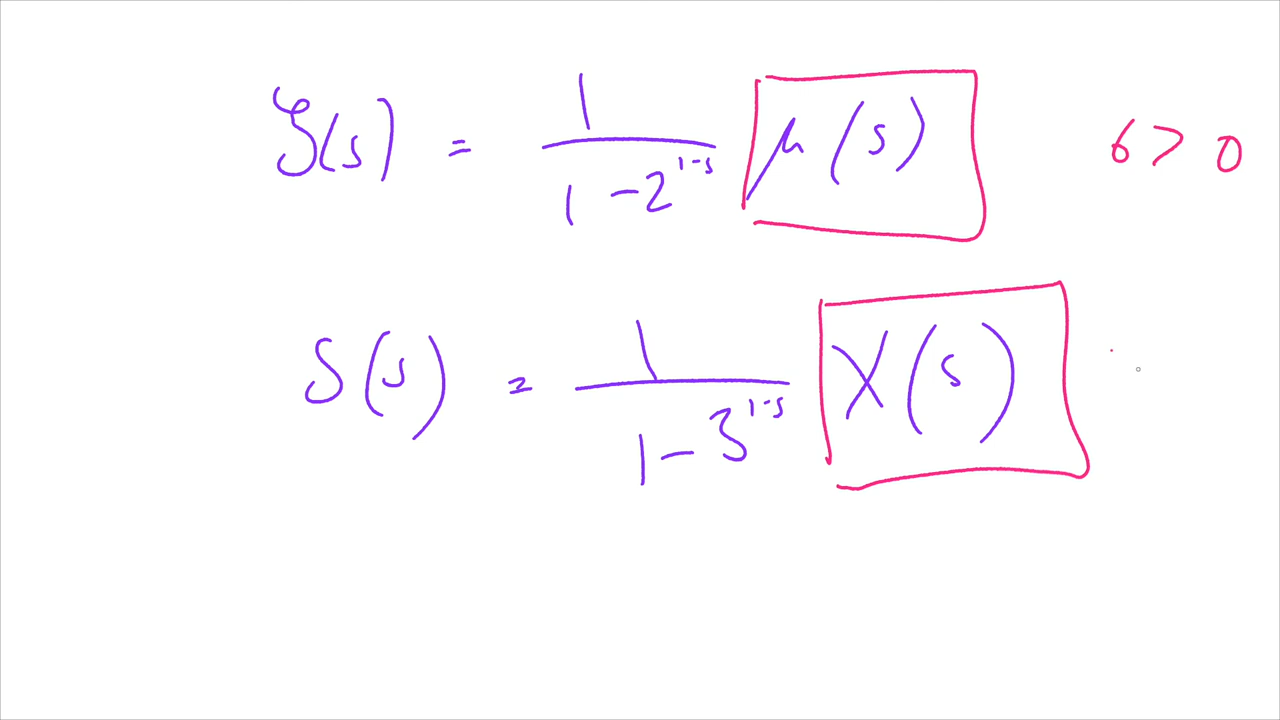 ζ(s) = 1/(1-2^{1-s}) μ(s) σ > 0
ζ(s) = 1/(1-3^{1-s}) χ(s)